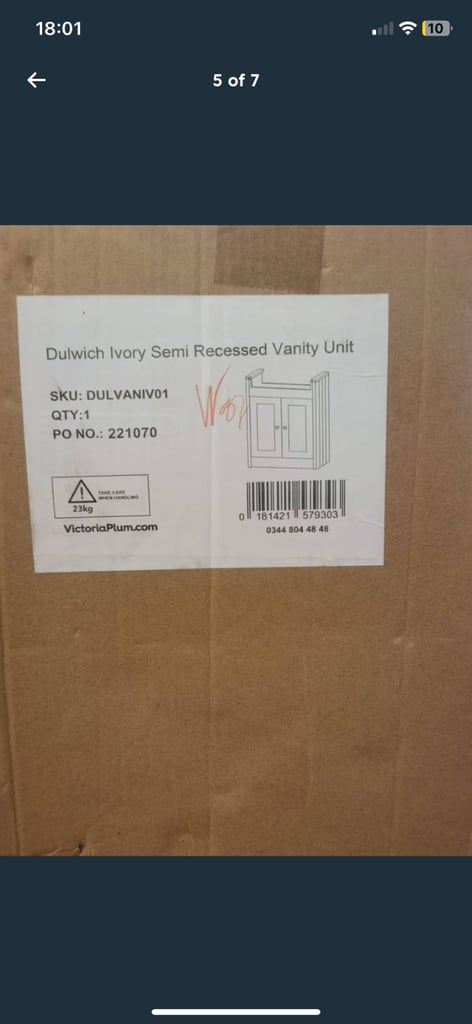 18:01
10
5 of 7
Dulwich Ivory Semi Recessed Vanity Unit
SKU: DULVANIV01
QTY:1
PO NO.: 221070
TAKE CARE
WHEN HANDLING
23kg
VictoriaPlum.com
0 181421 579303
0344 804 48 48